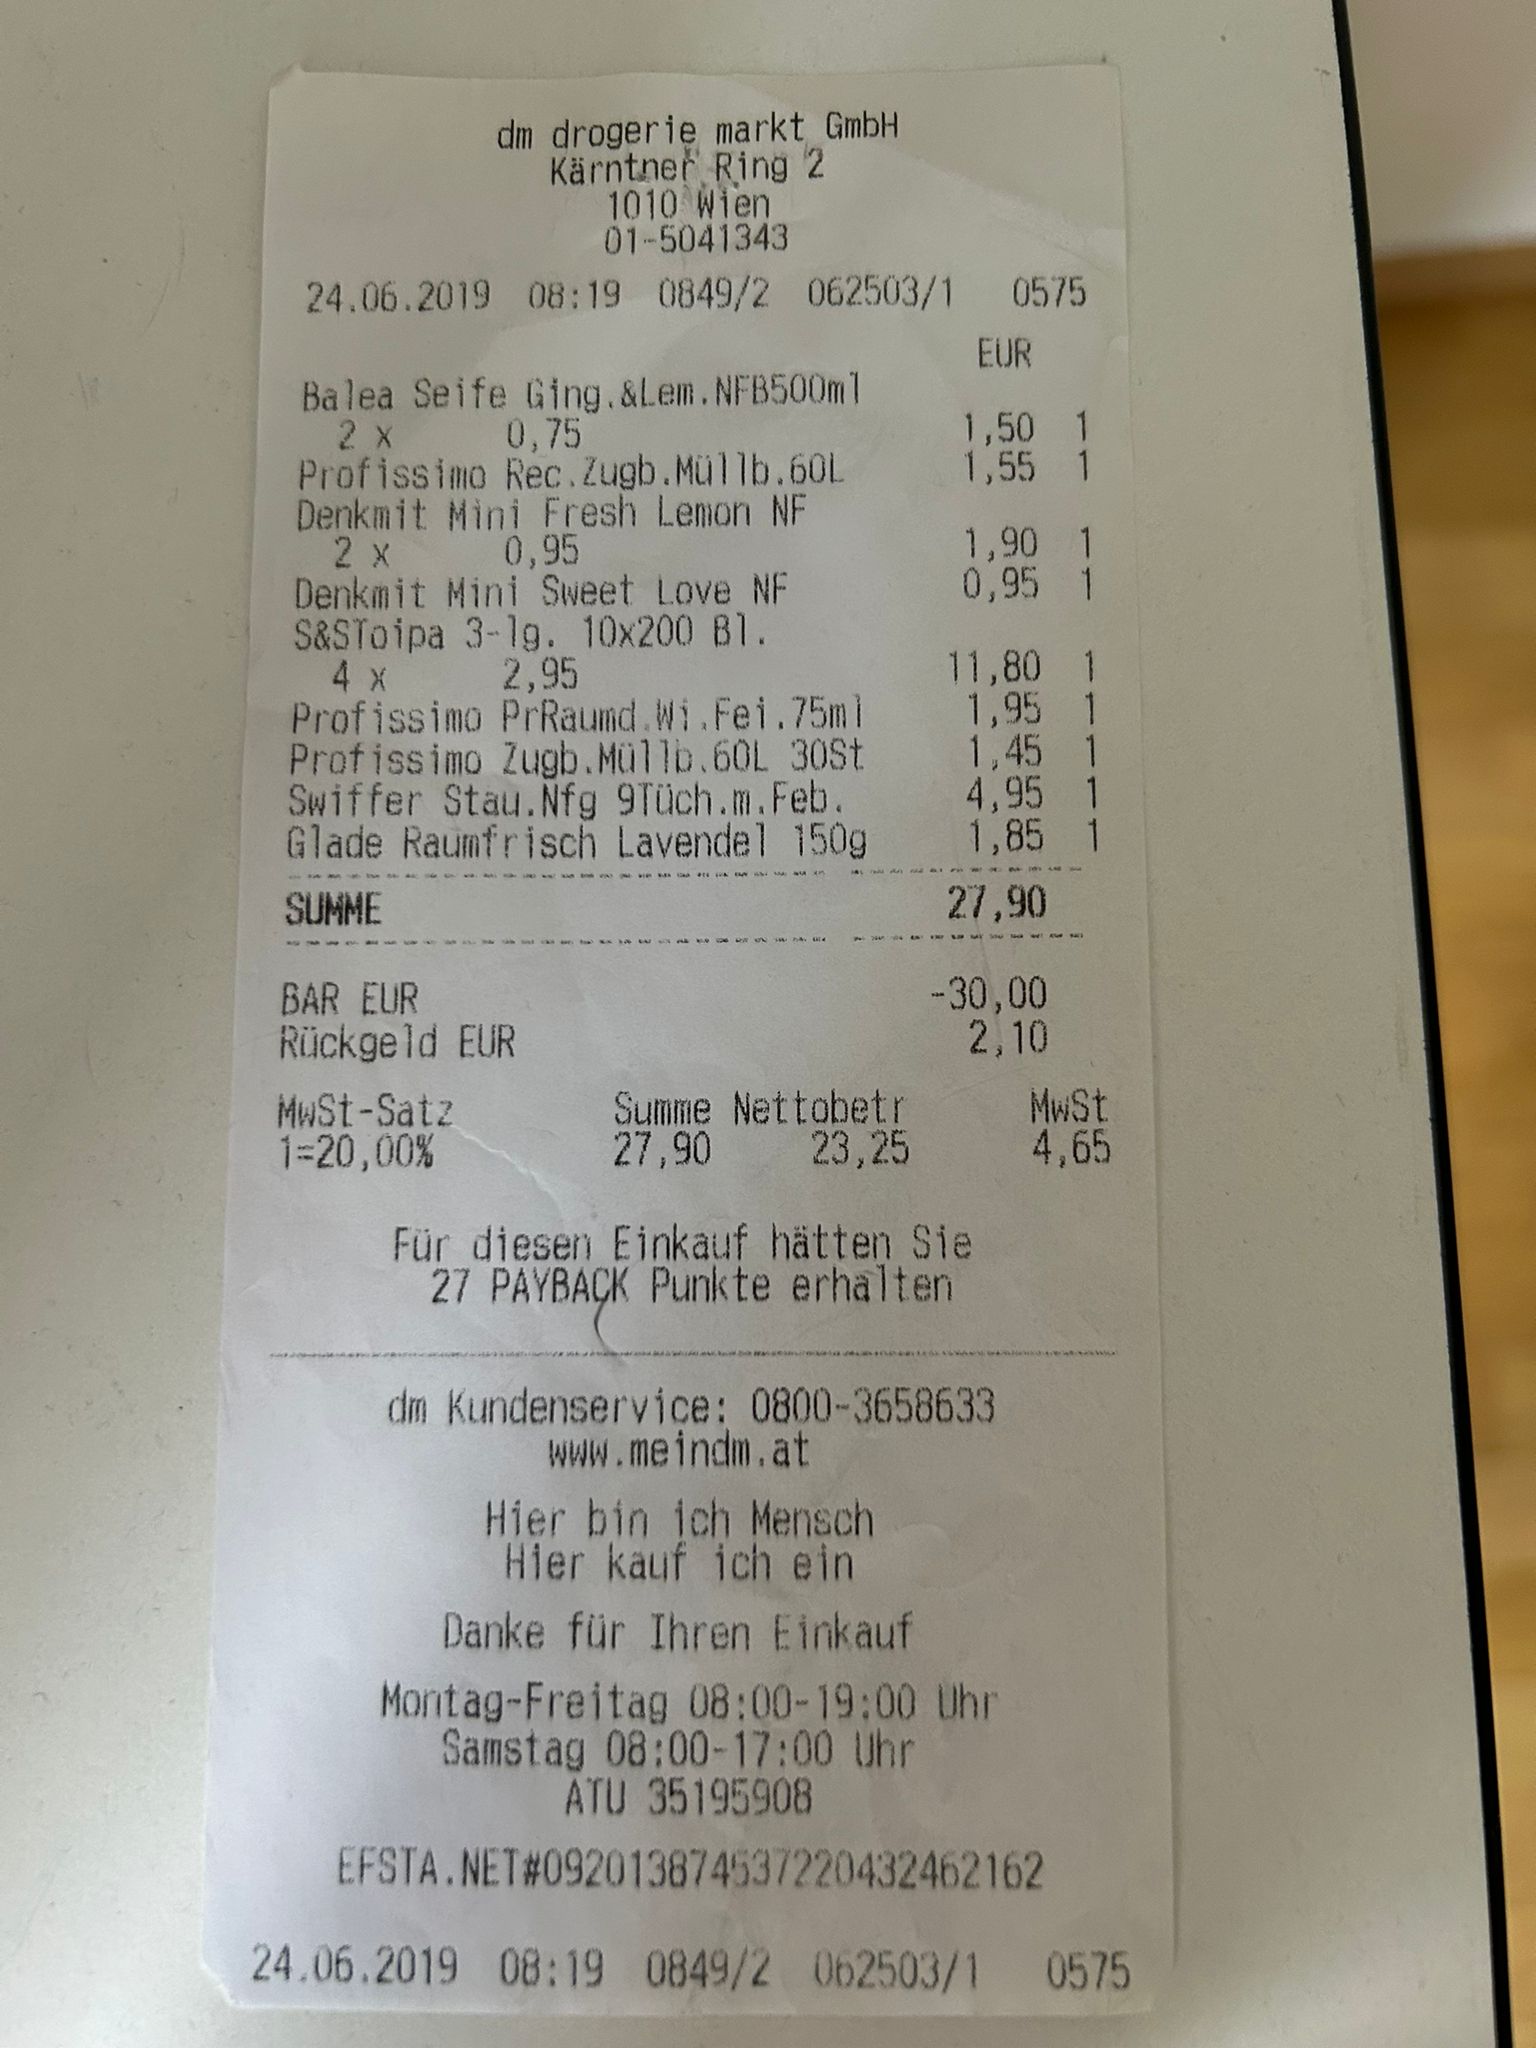 dm drogerie markt GmbH
Kärntner Ring 2
1010 Wien
01-5041343
24.06.2019 08:19 0849/2 062503/1 0575
EUR
Balea Seife Ging.&Lem.NFB500ml
2 x 0,75 1,50 1
Profissimo Rec.Zugb.Müllb.60L 1,55 1
Denkmit Mini Fresh Lemon NF
2 x 0,95 1,90 1
Denkmit Mini Sweet Love NF 0,95 1
S&SToipa 3-lg. 10x200 Bl.
4 x 2,95 11,80 1
Profissimo PrRaumd.Wi.Fei.75ml 1,95 1
Profissimo Zugb.Müllb.60L 30St 1,45 1
Swiffer Stau.Nfg 9Tüch.m.Feb. 4,95 1
Glade Raumfrisch Lavendel 150g 1,85 1
SUMME 27,90
BAR EUR -30,00
Rückgeld EUR 2,10
MwSt-Satz Summe Nettobetr MwSt
1=20,00% 27,90 23,25 4,65
Für diesen Einkauf hätten Sie
27 PAYBACK Punkte erhalten
dm Kundenservice: 0800-3658633
www.meindm.at
Hier bin ich Mensch
Hier kauf ich ein
Danke für Ihren Einkauf
Montag-Freitag 08:00-19:00 Uhr
Samstag 08:00-17:00 Uhr
ATU 35195908
EFSTA.NET#092013874537220432462162
24.06.2019 08:19 0849/2 062503/1 0575